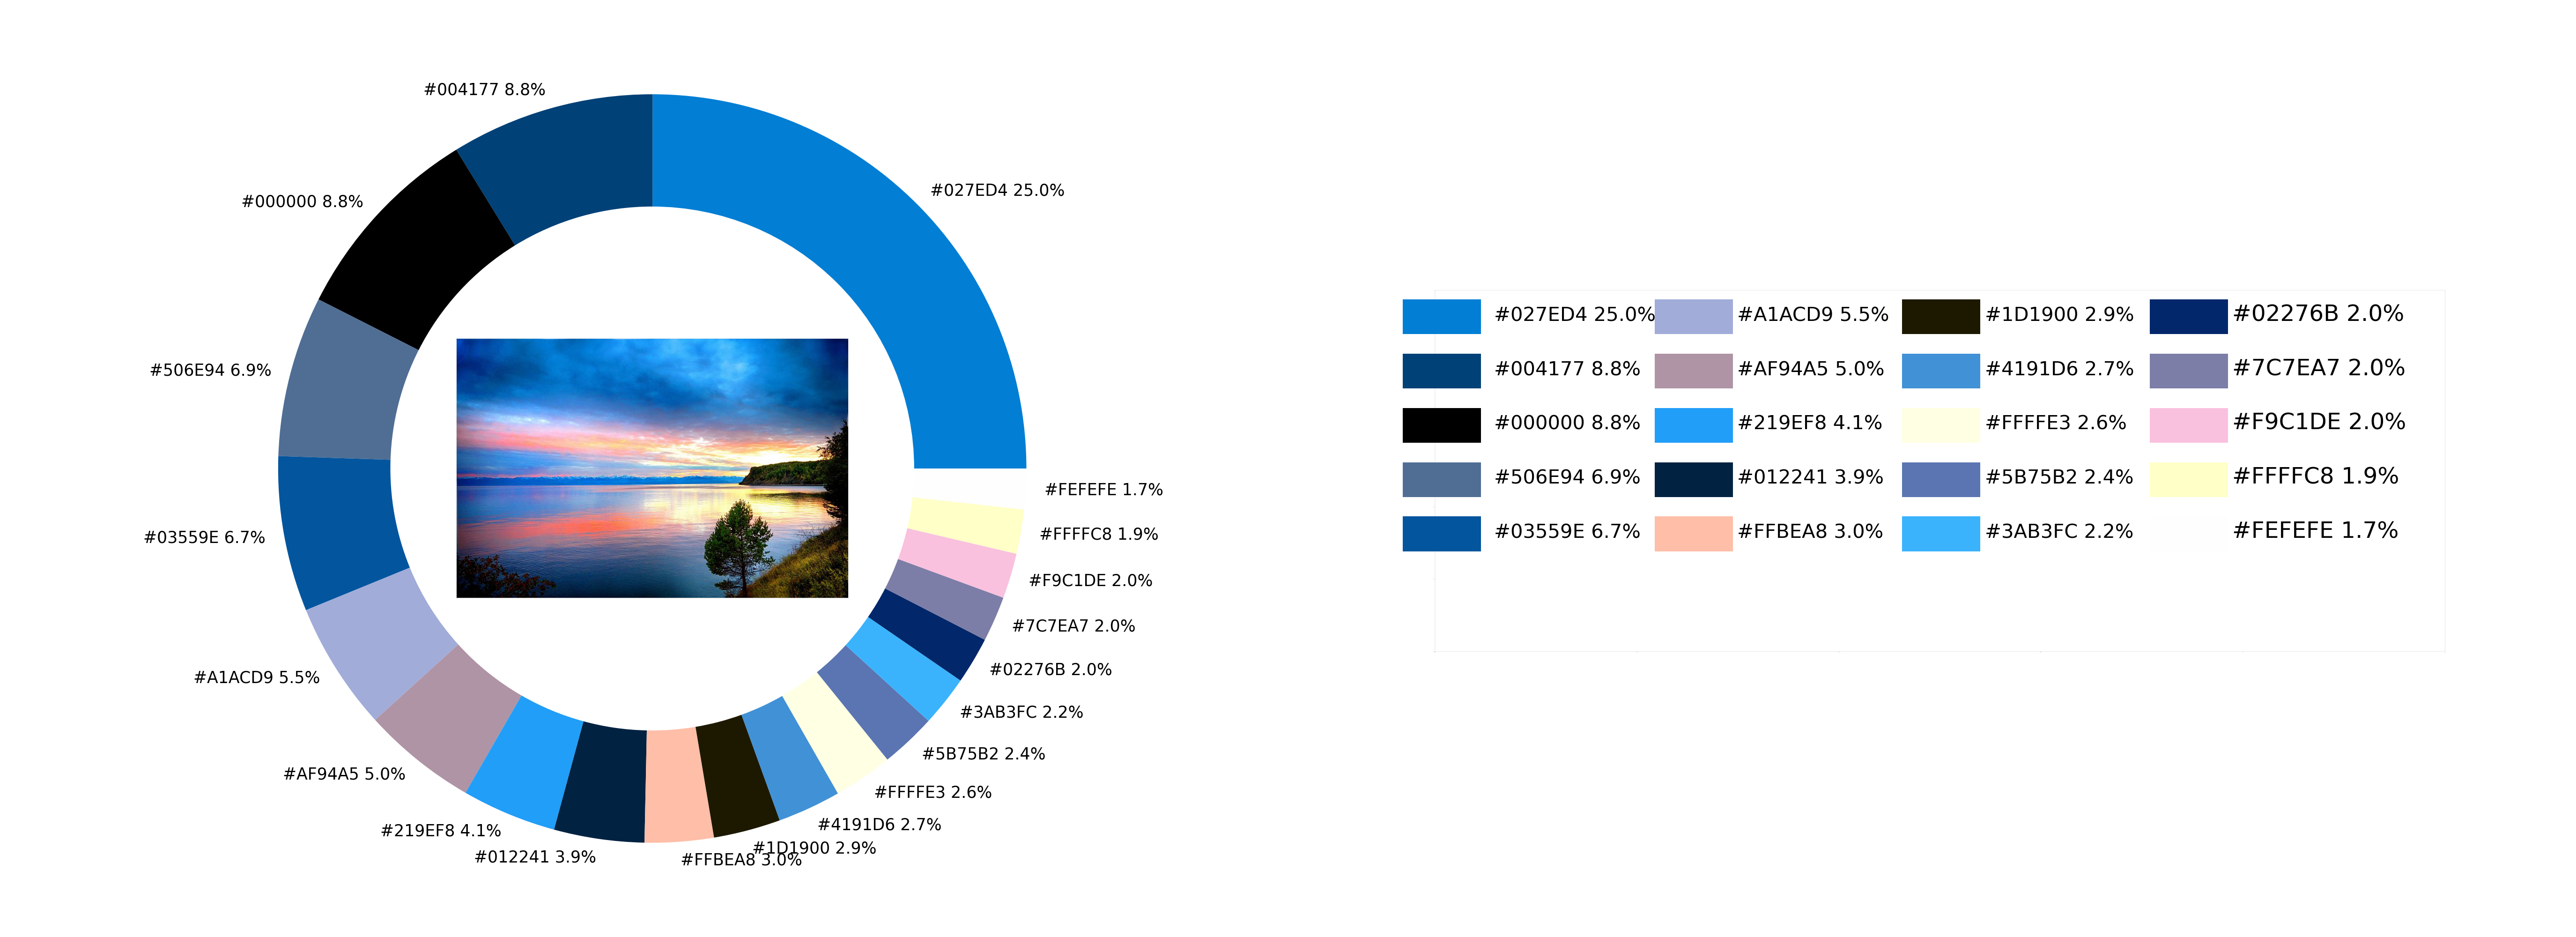 #004177 8.8%
#027ED4 25.0%
#000000 8.8%
#506E94 6.9%
#03559E 6.7%
#A1ACD9 5.5%
#AF94A5 5.0%
#219EF8 4.1%
#012241 3.9%
#FFBEA8 3.0%
#1D1900 2.9%
#4191D6 2.7%
#FFFFE3 2.6%
#5B75B2 2.4%
#3AB3FC 2.2%
#02276B 2.0%
#7C7EA7 2.0%
#F9C1DE 2.0%
#FFFFC8 1.9%
#FEFEFE 1.7%
#027ED4 25.0%
#004177 8.8%
#000000 8.8%
#506E94 6.9%
#03559E 6.7%
#A1ACD9 5.5%
#AF94A5 5.0%
#219EF8 4.1%
#012241 3.9%
#FFBEA8 3.0%
#1D1900 2.9%
#4191D6 2.7%
#FFFFE3 2.6%
#5B75B2 2.4%
#3AB3FC 2.2%
#02276B 2.0%
#7C7EA7 2.0%
#F9C1DE 2.0%
#FFFFC8 1.9%
#FEFEFE 1.7%